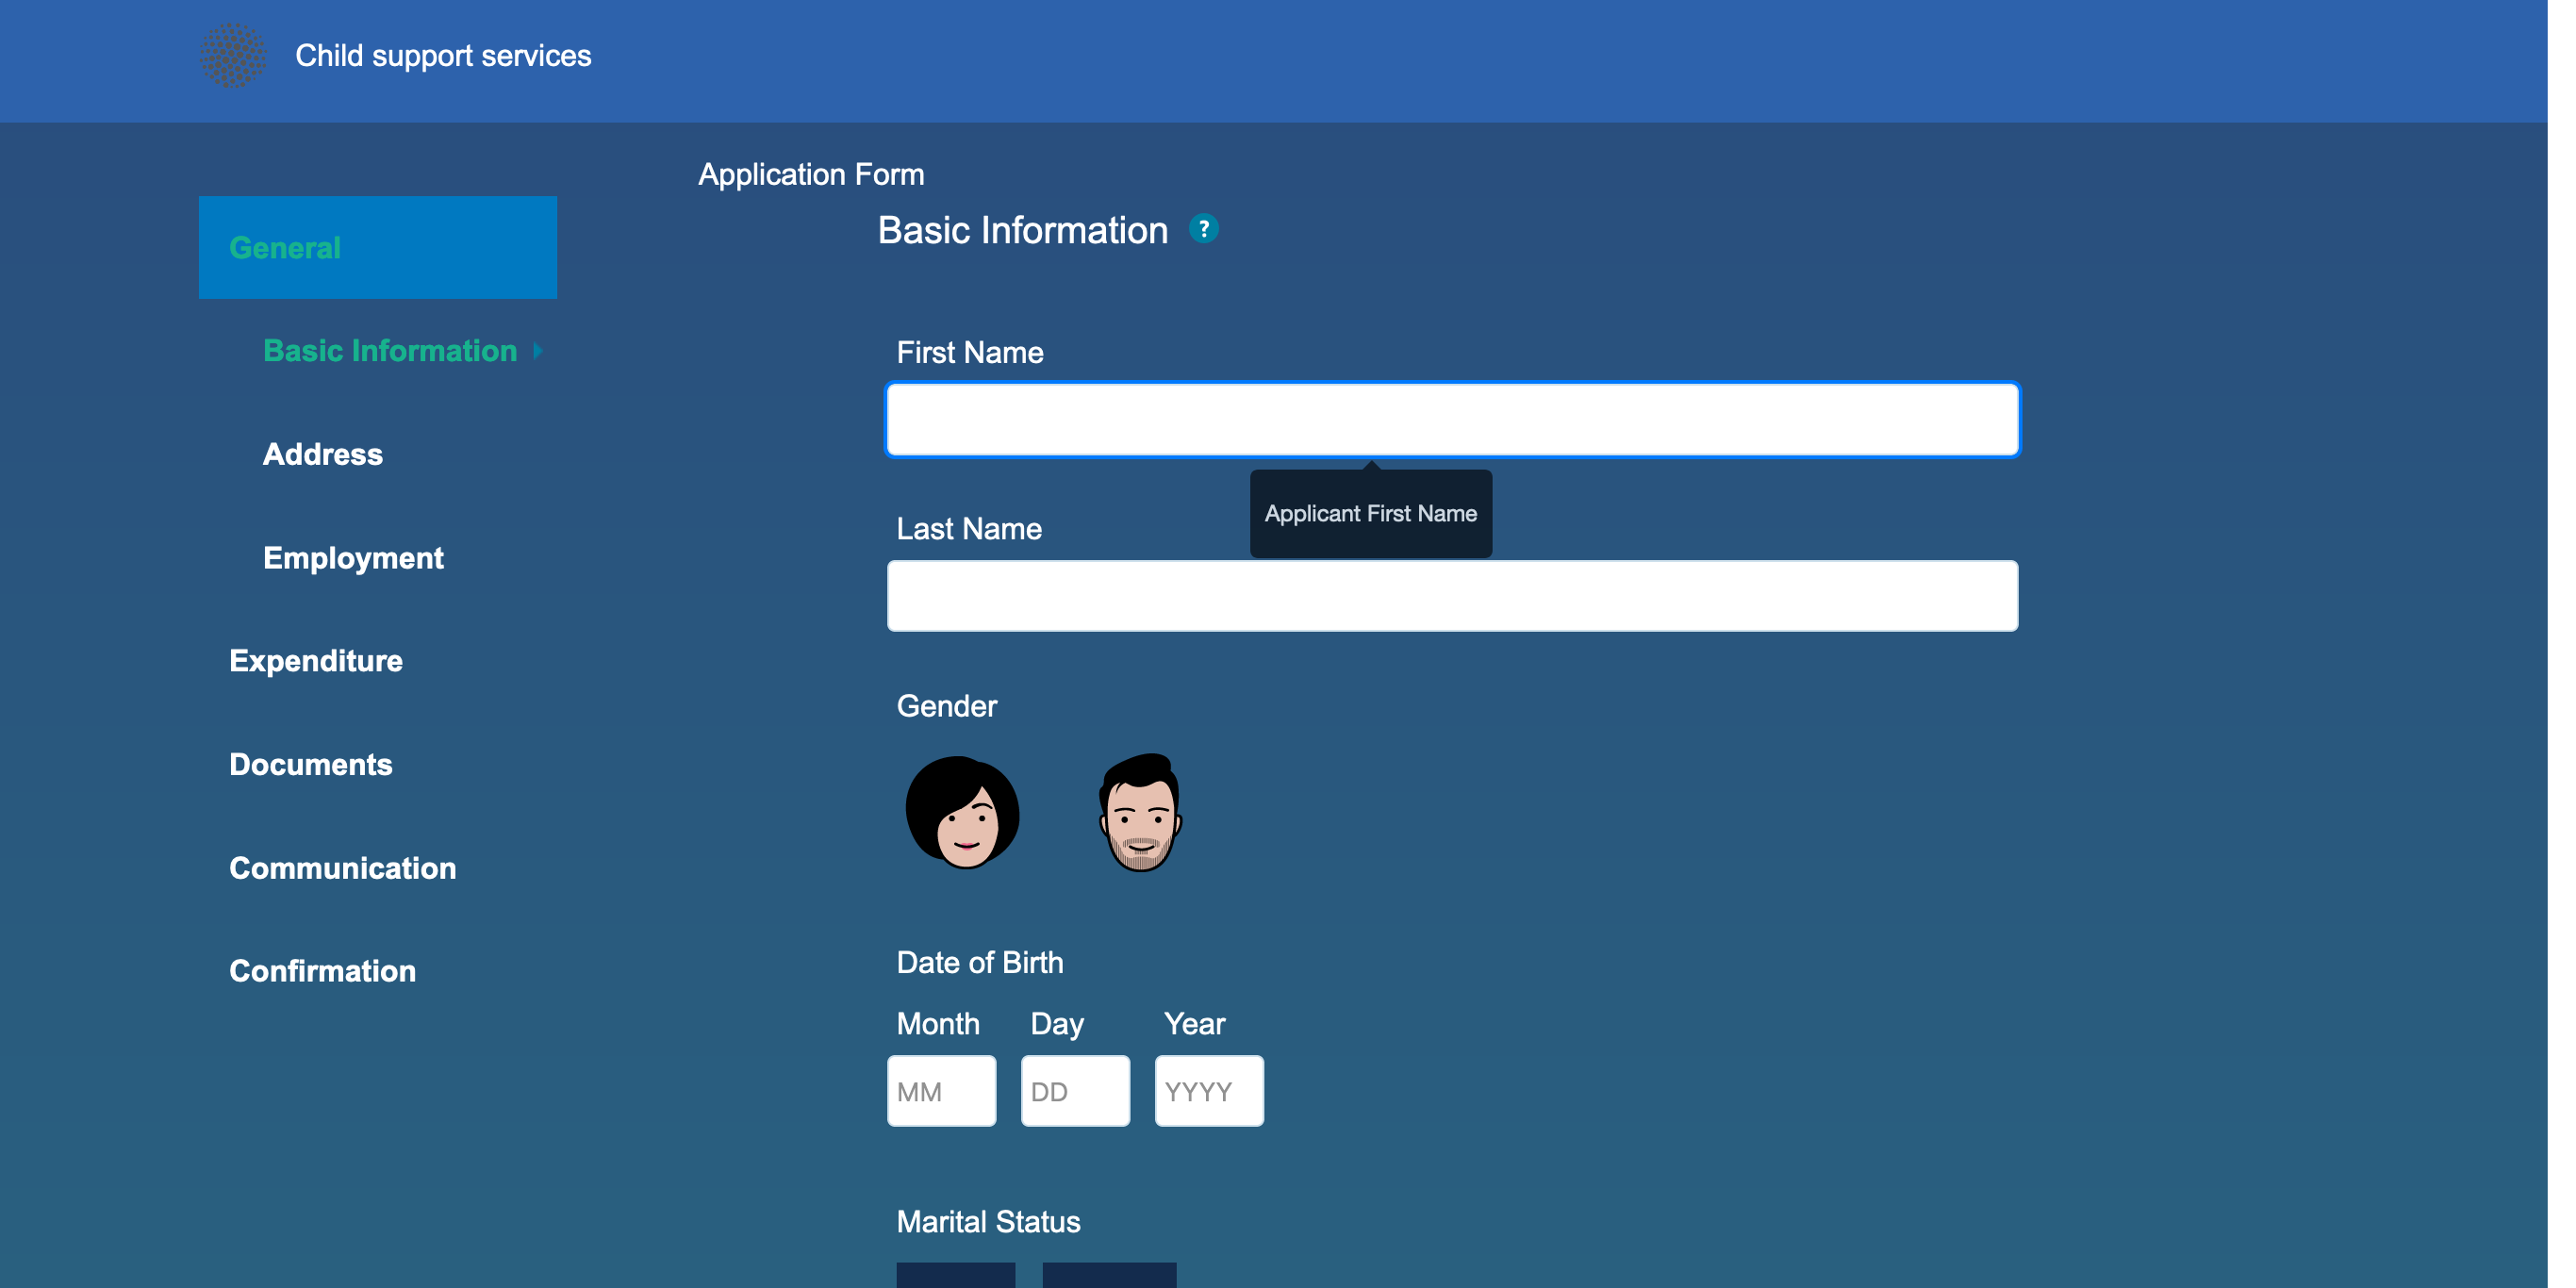 Child support services
Application Form
General
Basic Information ?
Basic Information
First Name
Address
Applicant First Name
Last Name
Employment
Expenditure
Gender
Documents
Communication
Confirmation
Date of Birth
Month Day Year
MM DD YYYY
Marital Status